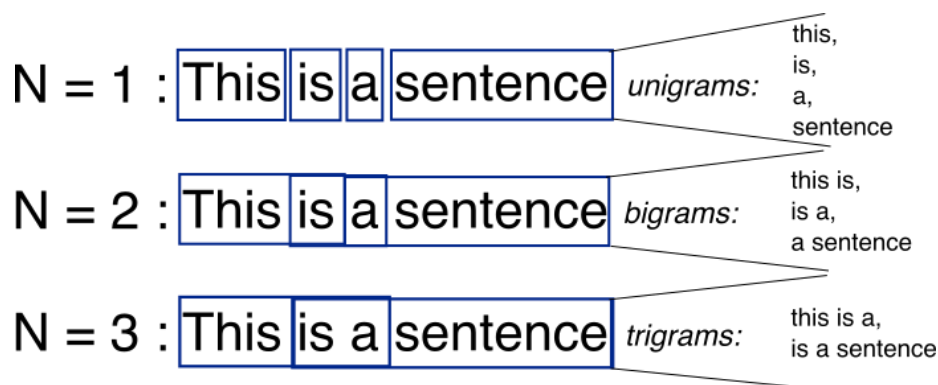 N = 1 : This is a sentence unigrams:
this,
is,
a,
sentence
N = 2 : This is a sentence bigrams:
this is,
is a,
a sentence
N = 3 : This is a sentence trigrams:
this is a,
is a sentence